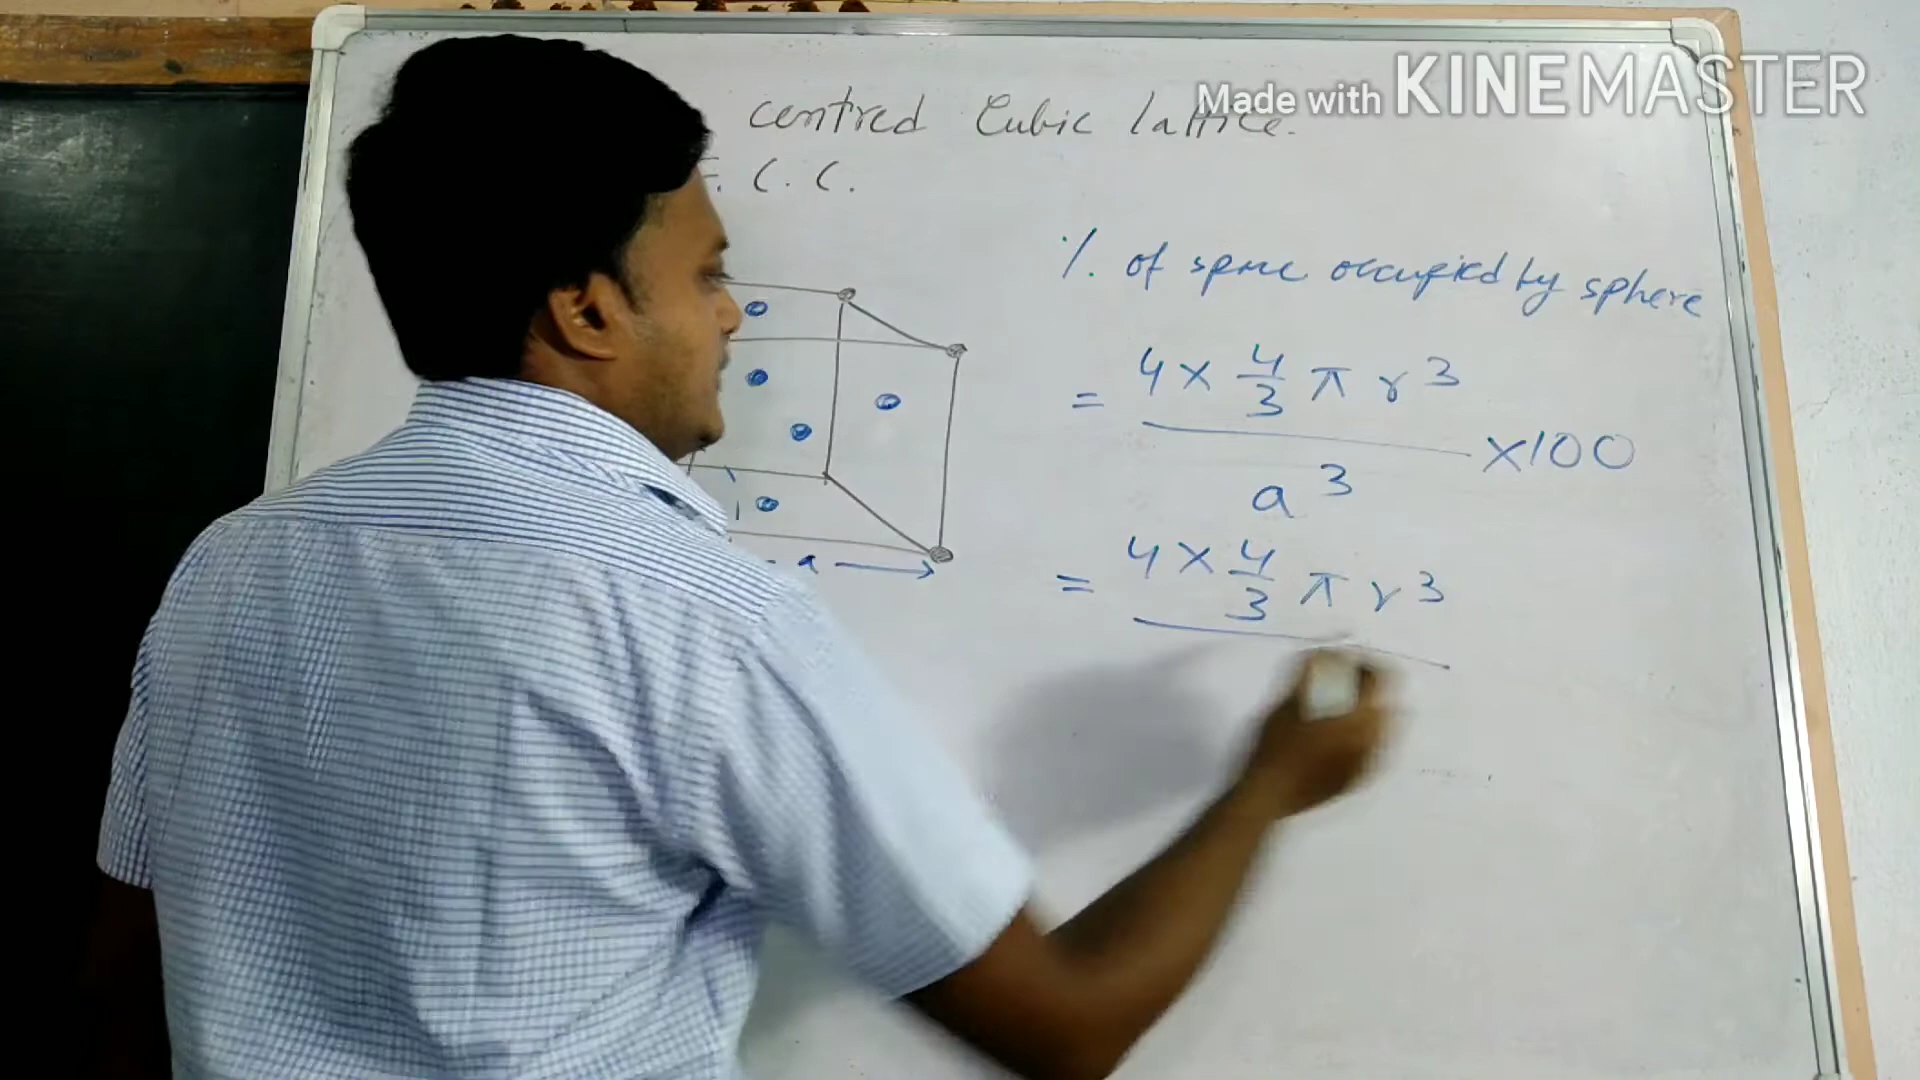 Made with KINEMASTER
centred Cubic lattice.
F. C. C.
%. of space occupied by sphere
= 4 × 4/3 π r³ / a³ ×100
a
= 4 × 4/3 π r³